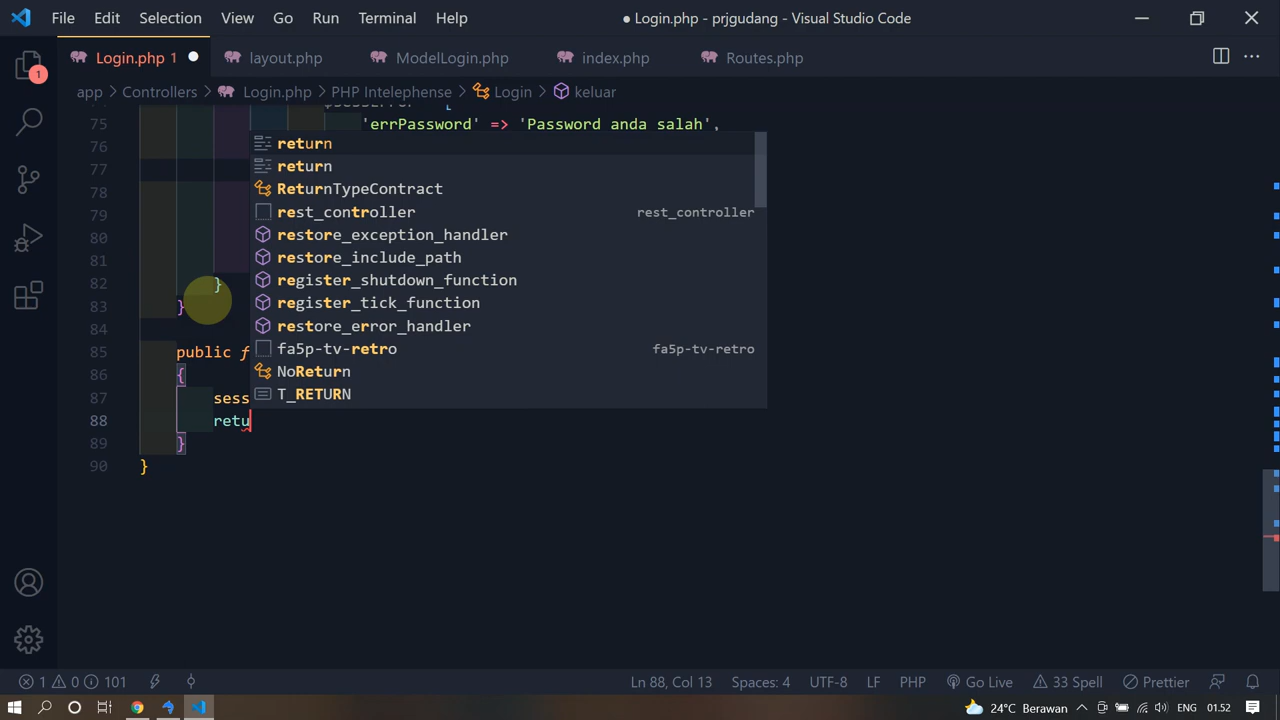 File Edit Selection View Go Run Terminal Help ● Login.php - prjgudang - Visual Studio Code
Login.php 1 layout.php ModelLogin.php index.php Routes.php
1
app > Controllers > Login.php > PHP Intelephense > Login > keluar
75 'errPassword' => 'Password anda salah',
76 return
77 return
78 ReturnTypeContract
79 rest_controller rest_controller
80 restore_exception_handler
81 restore_include_path
82 } register_shutdown_function
83 } register_tick_function
84 restore_error_handler
85 public f fa5p-tv-retro fa5p-tv-retro
86 { NoReturn
87 sess T_RETURN
88 retu
89 }
90 }
1 0 101 Ln 88, Col 13 Spaces: 4 UTF-8 LF PHP Go Live 33 Spell Prettier
24°C Berawan ENG 01.52